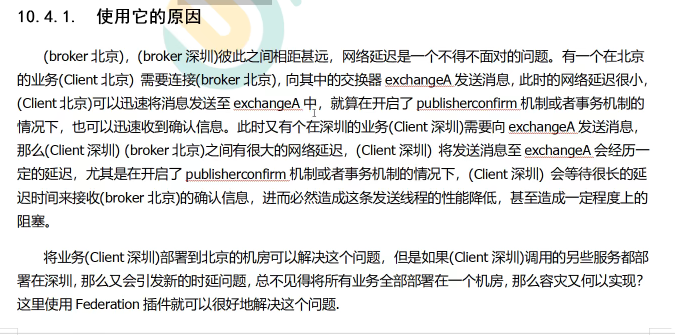 10.4.1. 使用它的原因
(broker 北京)，(broker 深圳)彼此之间相距甚远，网络延迟是一个不得不面对的问题。有一个在北京
的业务(Client 北京) 需要连接(broker 北京)，向其中的交换器 exchangeA 发送消息，此时的网络延迟很小，
(Client 北京)可以迅速将消息发送至 exchangeA 中，就算在开启了 publisherconfirm 机制或者事务机制的
情况下，也可以迅速收到确认信息。此时又有个在深圳的业务(Client 深圳)需要向 exchangeA 发送消息，
那么(Client 深圳) (broker 北京)之间有很大的网络延迟，(Client 深圳) 将发送消息至 exchangeA 会经历一
定的延迟，尤其是在开启了 publisherconfirm 机制或者事务机制的情况下，(Client 深圳) 会等待很长的延
迟时间来接收(broker 北京)的确认信息，进而必然造成这条发送线程的性能降低，甚至造成一定程度上的
阻塞。
将业务(Client 深圳)部署到北京的机房可以解决这个问题，但是如果(Client 深圳)调用的另些服务都部
署在深圳，那么又会引发新的时延问题，总不见得将所有业务全部部署在一个机房，那么容灾又何以实现？
这里使用 Federation 插件就可以很好地解决这个问题.